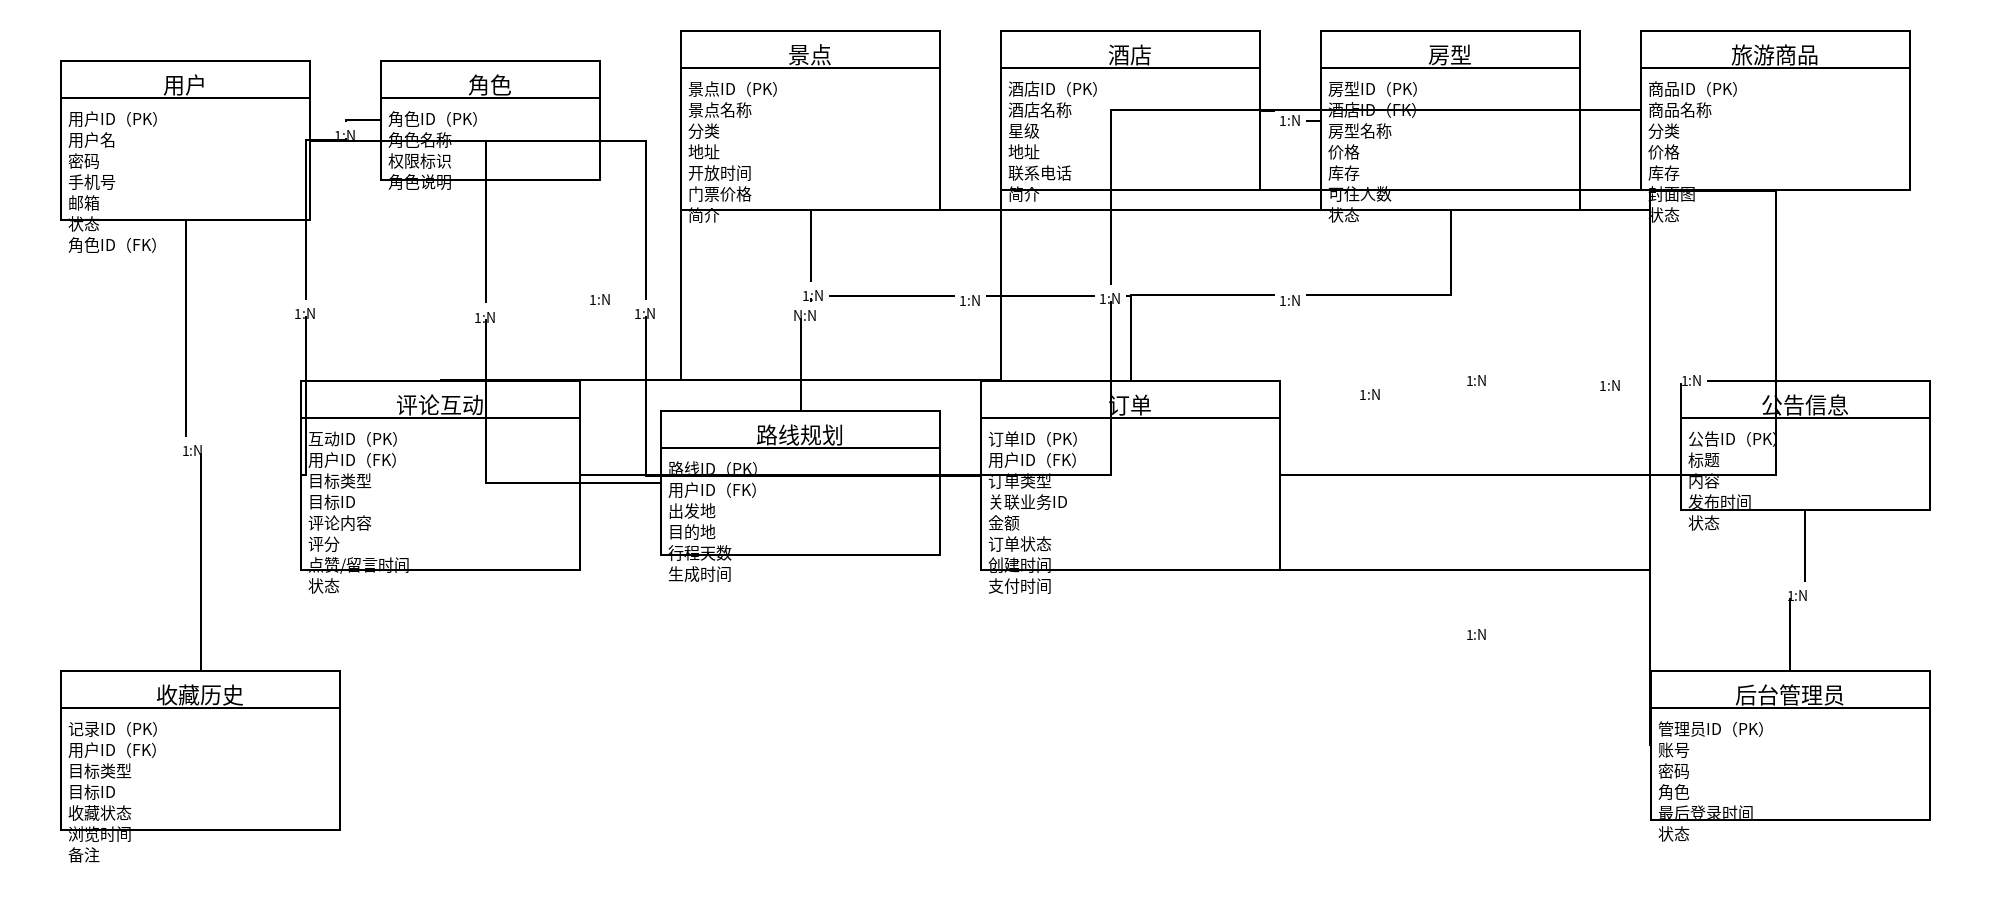 用户
用户ID（PK）
用户名
密码
手机号
邮箱
状态
角色ID（FK）
1:N
角色
角色ID（PK）
角色名称
权限标识
角色说明
景点
景点ID（PK）
景点名称
分类
地址
开放时间
门票价格
简介
酒店
酒店ID（PK）
酒店名称
星级
地址
联系电话
简介
1:N
房型
房型ID（PK）
酒店ID（FK）
房型名称
价格
库存
可住人数
状态
旅游商品
商品ID（PK）
商品名称
分类
价格
库存
封面图
状态
1:N
1:N
1:N
1:N
1:N
N:N
1:N
1:N
1:N
1:N
1:N
1:N
1:N
1:N
评论互动
互动ID（PK）
用户ID（FK）
目标类型
目标ID
评论内容
评分
点赞/留言时间
状态
路线规划
路线ID（PK）
用户ID（FK）
出发地
目的地
行程天数
生成时间
订单
订单ID（PK）
用户ID（FK）
订单类型
关联业务ID
金额
订单状态
创建时间
支付时间
公告信息
公告ID（PK）
标题
内容
发布时间
状态
1:N
1:N
1:N
收藏历史
记录ID（PK）
用户ID（FK）
目标类型
目标ID
收藏状态
浏览时间
备注
后台管理员
管理员ID（PK）
账号
密码
角色
最后登录时间
状态